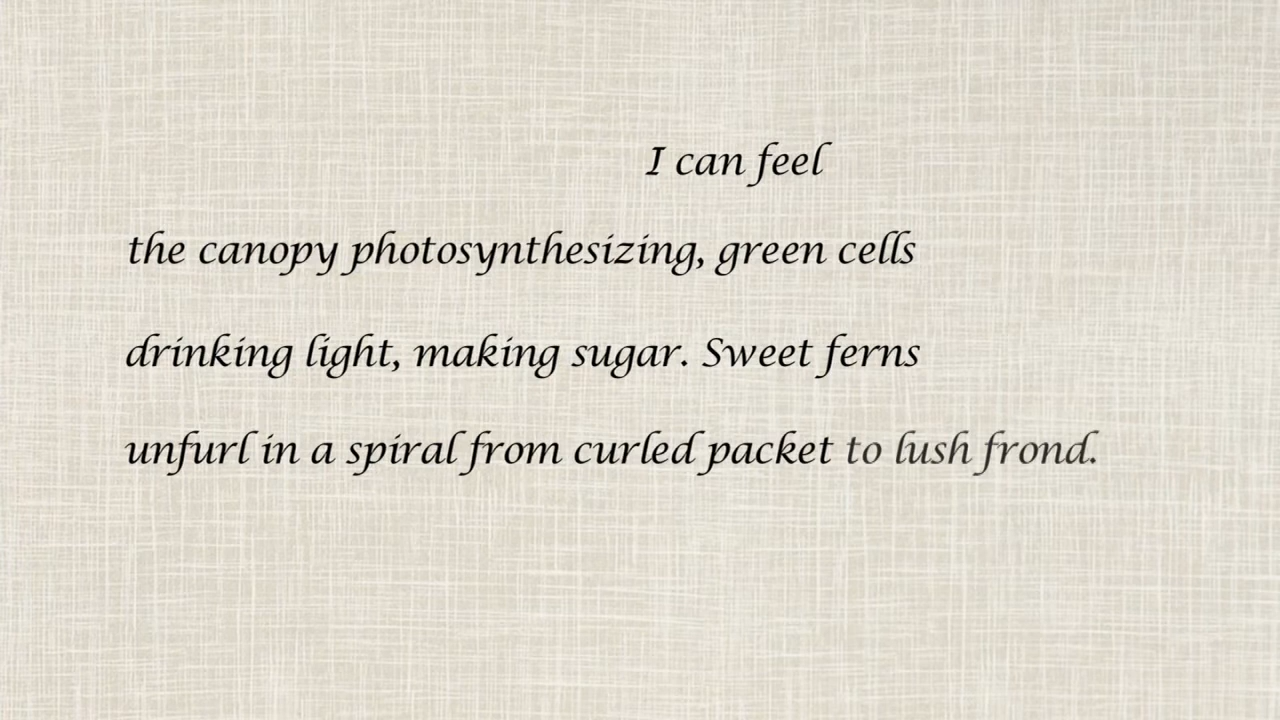 I can feel
the canopy photosynthesizing, green cells
drinking light, making sugar. Sweet ferns
unfurl in a spiral from curled packet to lush frond.